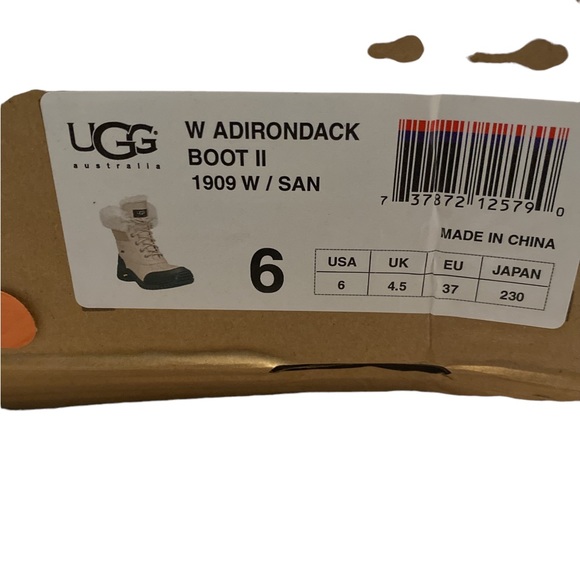 UGG
australia
W ADIRONDACK
BOOT II
1909 W / SAN
6
7 37872 12579 0
MADE IN CHINA
USA UK EU JAPAN
6 4.5 37 230